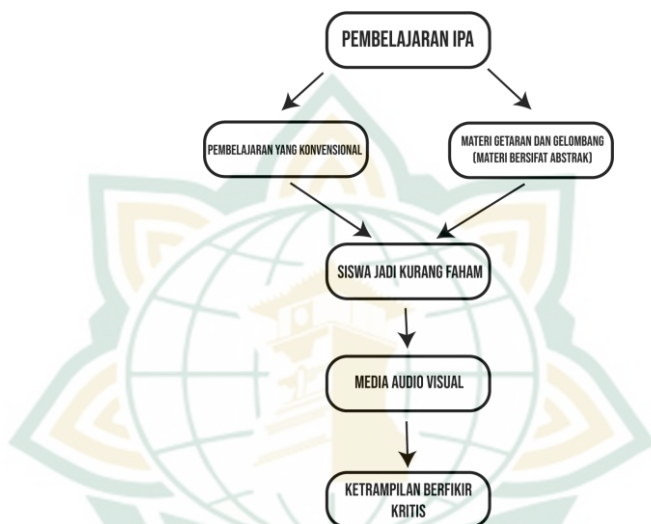 PEMBELAJARAN IPA
PEMBELAJARAN YANG KONVENSIONAL
MATERI GETARAN DAN GELOMBANG
(MATERI BERSIFAT ABSTRAK)
SISWA JADI KURANG FAHAM
MEDIA AUDIO VISUAL
KETRAMPILAN BERFIKIR
KRITIS